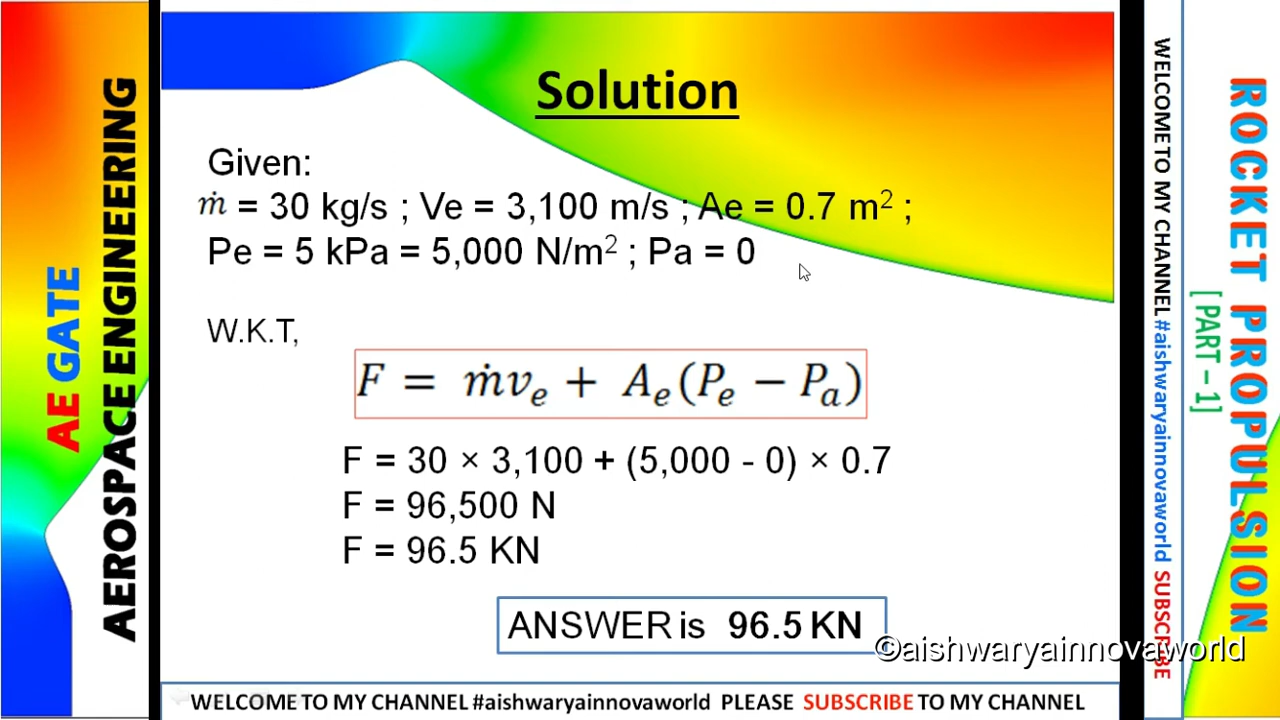 Solution
Given:
ṁ = 30 kg/s ; Ve = 3,100 m/s ; Ae = 0.7 m² ;
Pe = 5 kPa = 5,000 N/m² ; Pa = 0
W.K.T,
F = ṁvₑ + Aₑ(Pₑ − Pₐ)
F = 30 × 3,100 + (5,000 - 0) × 0.7
F = 96,500 N
F = 96.5 KN
ANSWER is 96.5 KN
©aishwaryainnovaworld
WELCOME TO MY CHANNEL #aishwaryainnovaworld PLEASE SUBSCRIBE TO MY CHANNEL
AE GATE
AEROSPACE ENGINEERING
WELCOME TO MY CHANNEL #aishwaryainnovaworld SUBSCRIBE
[ PART – 1]
ROCKET PROPULSION